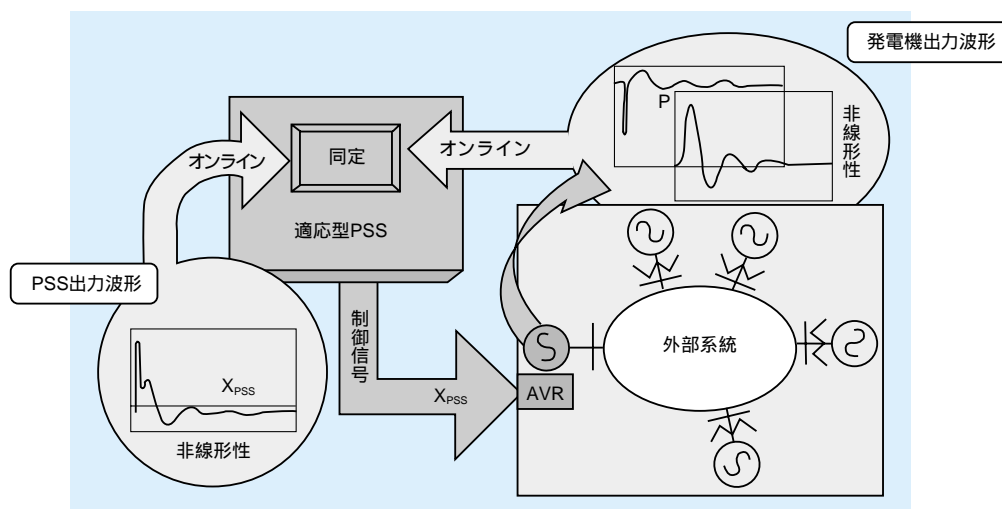 発電機出力波形
P
非線形性
オンライン
同定
オンライン
適応型PSS
PSS出力波形
X_PSS
非線形性
制御信号
X_PSS
AVR
外部系統